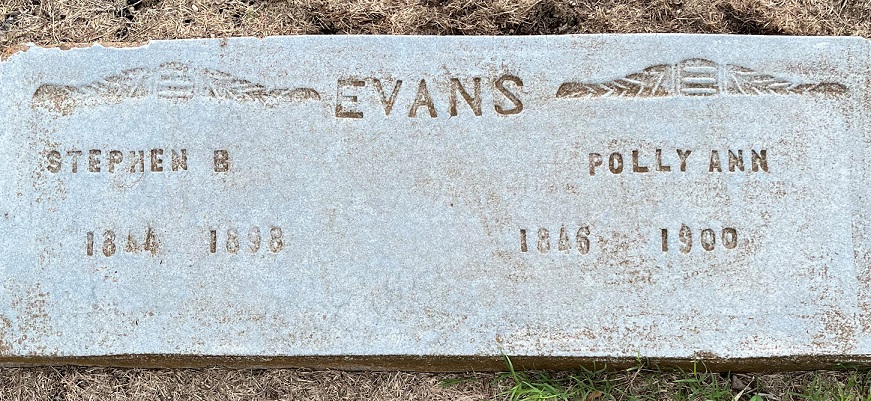 EVANS
STEPHEN B POLLY ANN
1844 1898 1846 1900